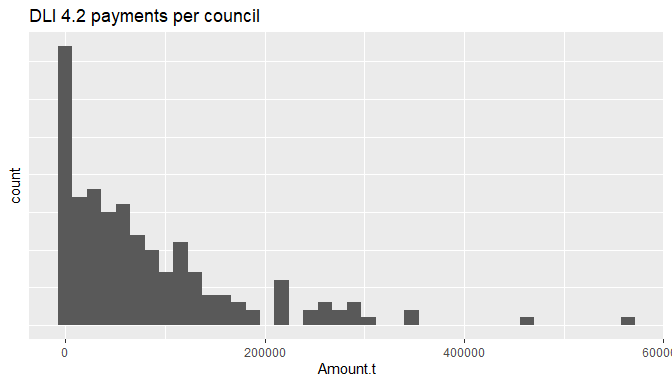 DLI 4.2 payments per council
count
0 200000 400000 60000
Amount.t